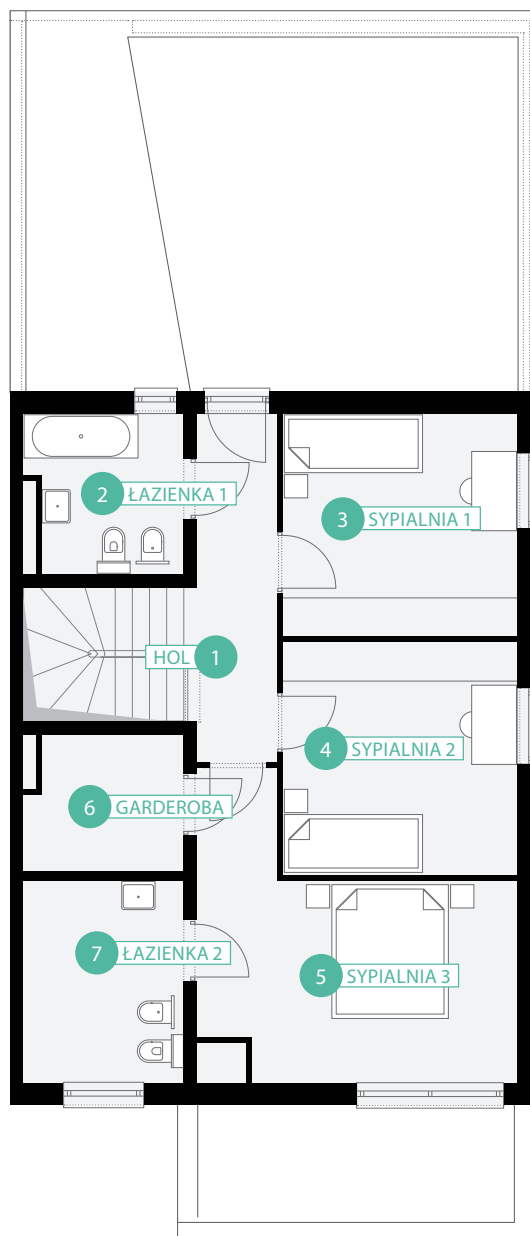 2 ŁAZIENKA 1
3 SYPIALNIA 1
HOL 1
4 SYPIALNIA 2
6 GARDEROBA
7 ŁAZIENKA 2
5 SYPIALNIA 3